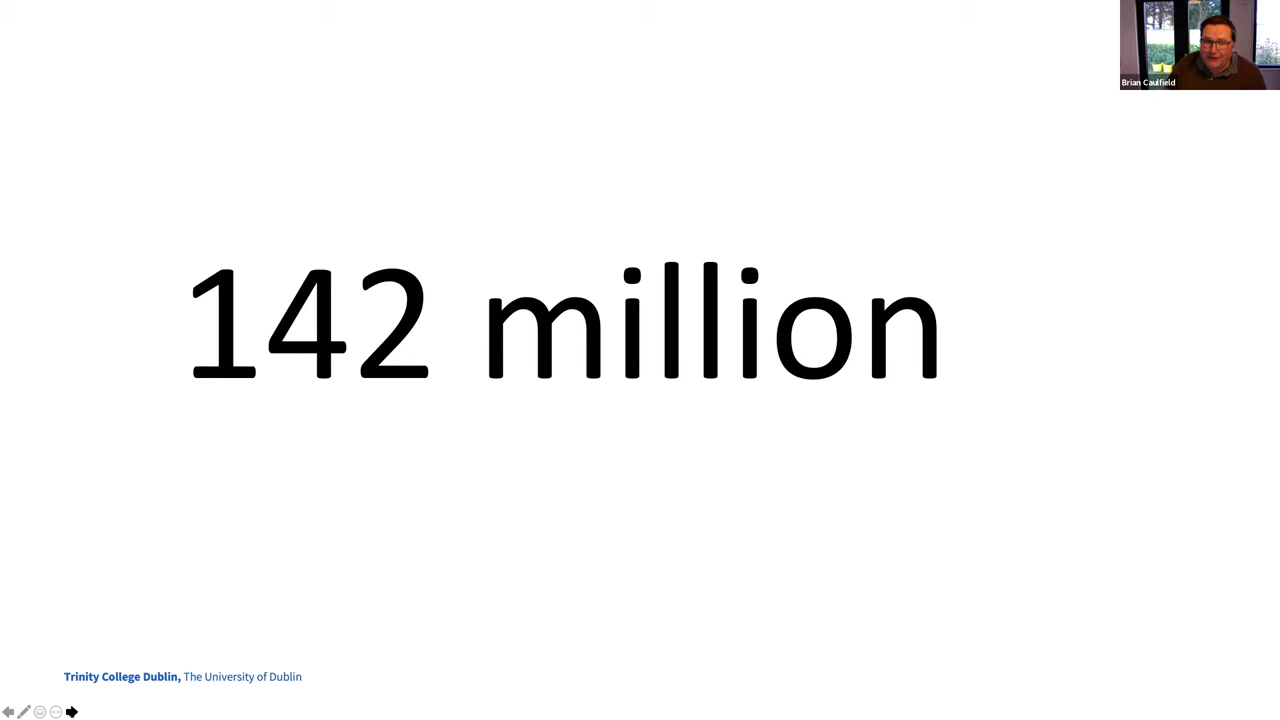 Brian Caulfield
142 million
Trinity College Dublin, The University of Dublin